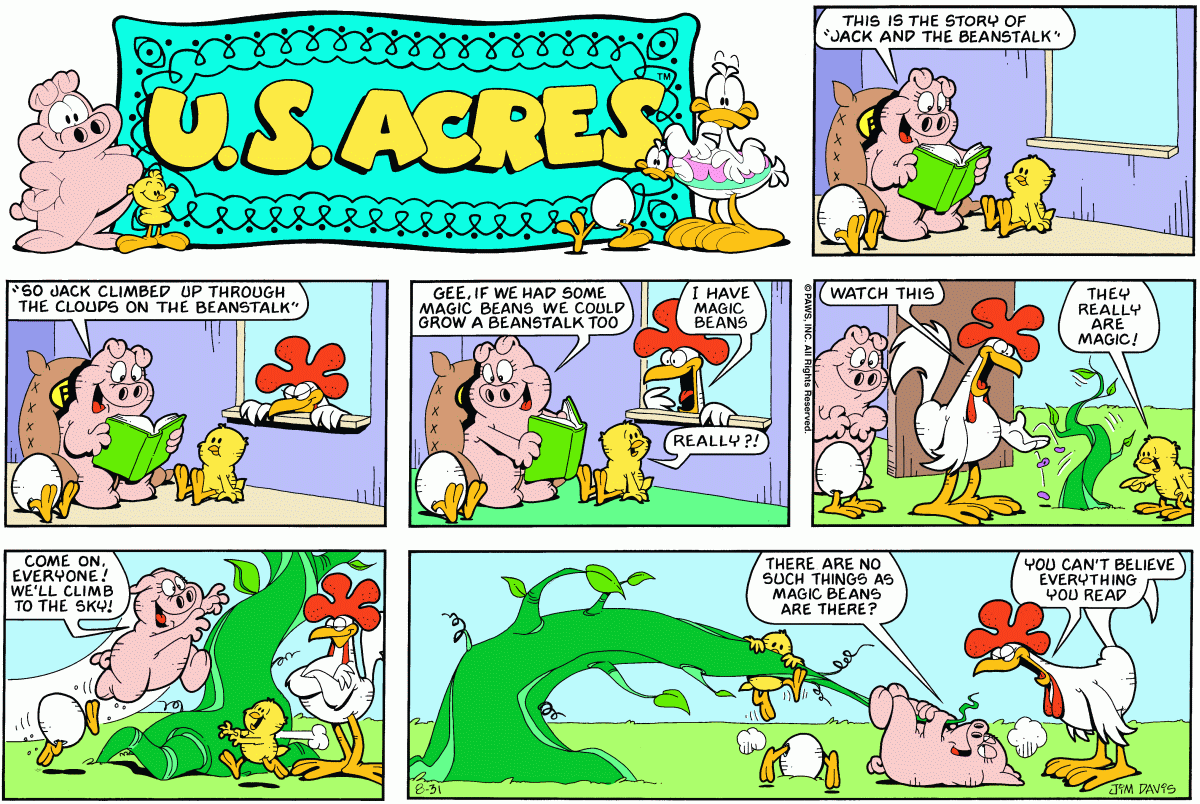 U.S. ACRES™
THIS IS THE STORY OF
"JACK AND THE BEANSTALK"
"SO JACK CLIMBED UP THROUGH
THE CLOUDS ON THE BEANSTALK"
GEE, IF WE HAD SOME
MAGIC BEANS WE COULD
GROW A BEANSTALK TOO
I HAVE
MAGIC
BEANS
REALLY?!
© PAWS, INC. All Rights Reserved.
WATCH THIS
THEY
REALLY
ARE
MAGIC!
COME ON,
EVERYONE!
WE'LL CLIMB
TO THE SKY!
THERE ARE NO
SUCH THINGS AS
MAGIC BEANS
ARE THERE?
YOU CAN'T BELIEVE
EVERYTHING
YOU READ
8-31
JIM DAVIS